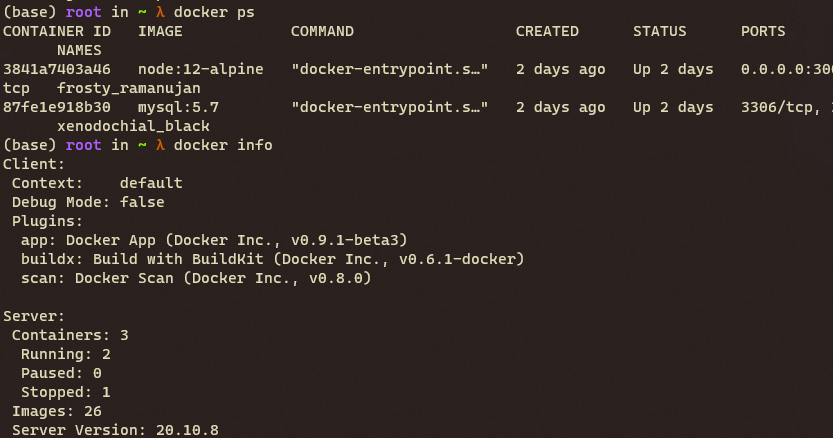 (base) root in ~ λ docker ps
CONTAINER ID   IMAGE            COMMAND                  CREATED      STATUS      PORTS
      NAMES
3841a7403a46   node:12-alpine   "docker-entrypoint.s…"   2 days ago   Up 2 days   0.0.0.0:300
tcp   frosty_ramanujan
87fe1e918b30   mysql:5.7        "docker-entrypoint.s…"   2 days ago   Up 2 days   3306/tcp,
      xenodochial_black
(base) root in ~ λ docker info
Client:
 Context:    default
 Debug Mode: false
 Plugins:
  app: Docker App (Docker Inc., v0.9.1-beta3)
  buildx: Build with BuildKit (Docker Inc., v0.6.1-docker)
  scan: Docker Scan (Docker Inc., v0.8.0)

Server:
 Containers: 3
  Running: 2
  Paused: 0
  Stopped: 1
 Images: 26
 Server Version: 20.10.8